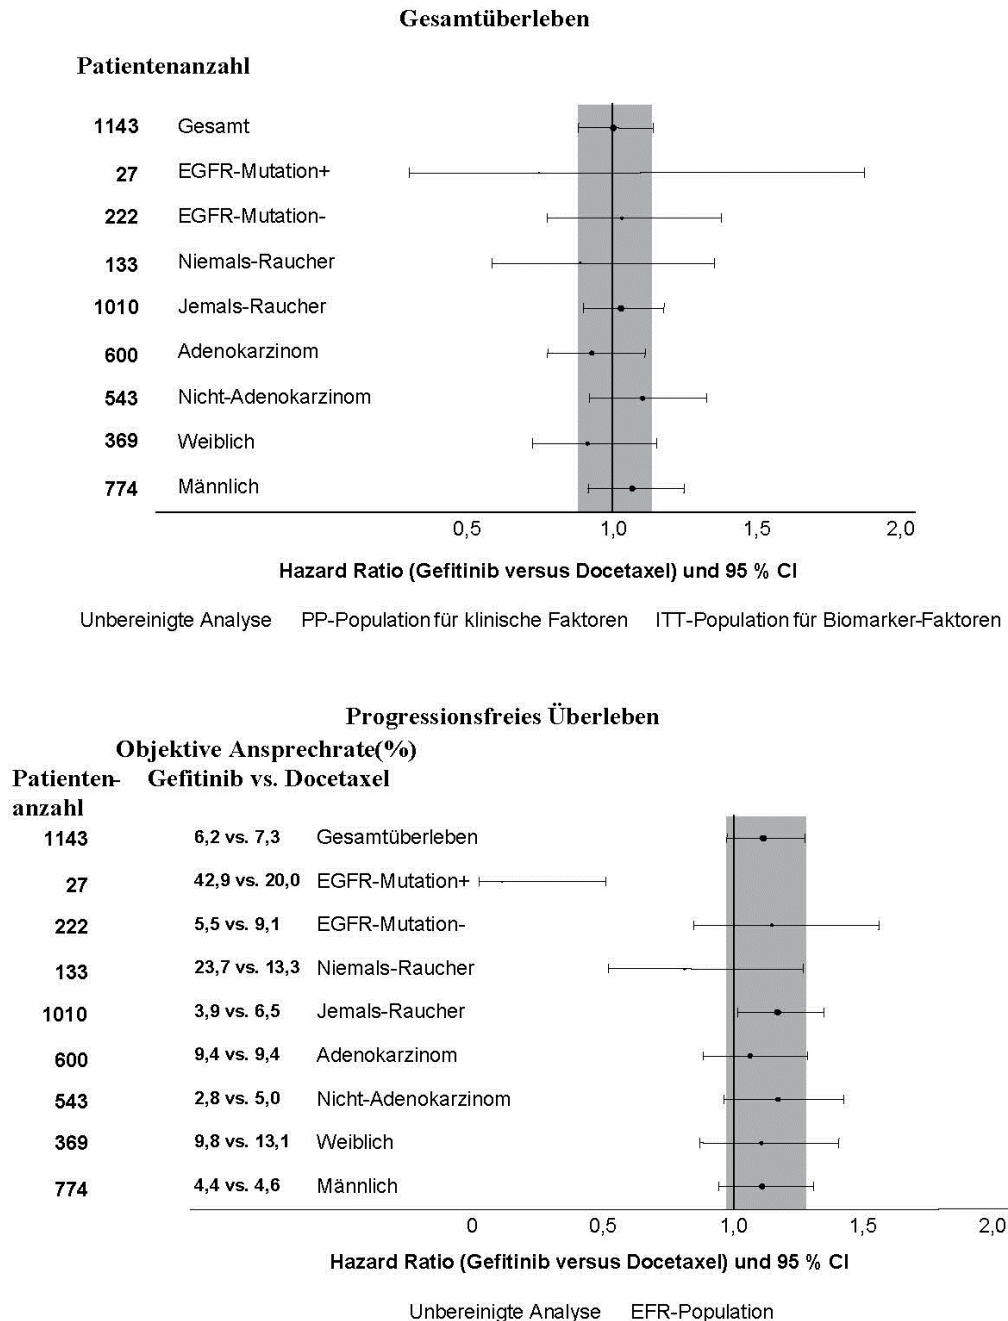 Gesamtüberleben
Patientenanzahl
1143 Gesamt
27 EGFR-Mutation+
222 EGFR-Mutation-
133 Niemals-Raucher
1010 Jemals-Raucher
600 Adenokarzinom
543 Nicht-Adenokarzinom
369 Weiblich
774 Männlich
0,5 1,0 1,5 2,0
Hazard Ratio (Gefitinib versus Docetaxel) und 95 % CI
Unbereinigte Analyse PP-Population für klinische Faktoren ITT-Population für Biomarker-Faktoren
Progressionsfreies Überleben
Objektive Ansprechrate(%)
Patienten- Gefitinib vs. Docetaxel
anzahl
1143 6,2 vs. 7,3 Gesamtüberleben
27 42,9 vs. 20,0 EGFR-Mutation+
222 5,5 vs. 9,1 EGFR-Mutation-
133 23,7 vs. 13,3 Niemals-Raucher
1010 3,9 vs. 6,5 Jemals-Raucher
600 9,4 vs. 9,4 Adenokarzinom
543 2,8 vs. 5,0 Nicht-Adenokarzinom
369 9,8 vs. 13,1 Weiblich
774 4,4 vs. 4,6 Männlich
0 0,5 1,0 1,5 2,0
Hazard Ratio (Gefitinib versus Docetaxel) und 95 % CI
Unbereinigte Analyse EFR-Population